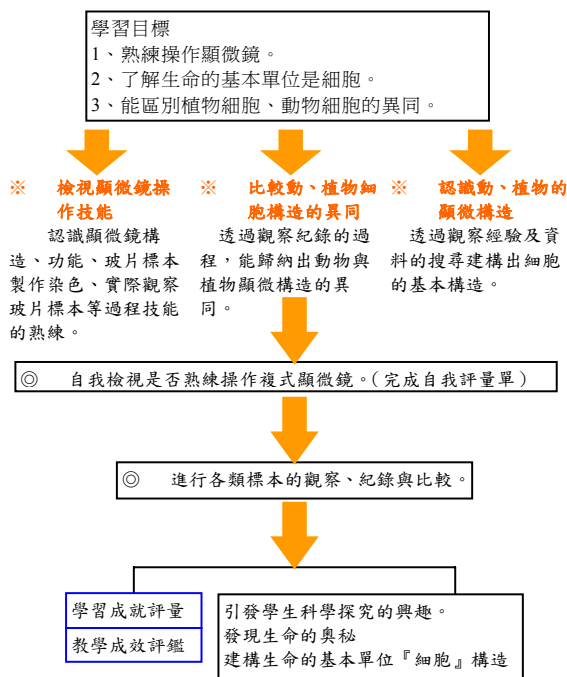 學習目標
1、熟練操作顯微鏡。
2、了解生命的基本單位是細胞。
3、能區別植物細胞、動物細胞的異同。
※ 檢視顯微鏡操
作技能
認識顯微鏡構
造、功能、玻片標本
製作染色、實際觀察
玻片標本等過程技能
的熟練。
※ 比較動、植物細
胞構造的異同
透過觀察紀錄的過
程，能歸納出動物與
植物顯微構造的異
同。
※ 認識動、植物的
顯微構造
透過觀察經驗及資
料的搜尋建構出細胞
的基本構造。
◎ 自我檢視是否熟練操作複式顯微鏡。（完成自我評量單）
◎ 進行各類標本的觀察、紀錄與比較。
學習成就評量
教學成效評鑑
引發學生科學探究的興趣。
發現生命的奧秘
建構生命的基本單位『細胞』構造